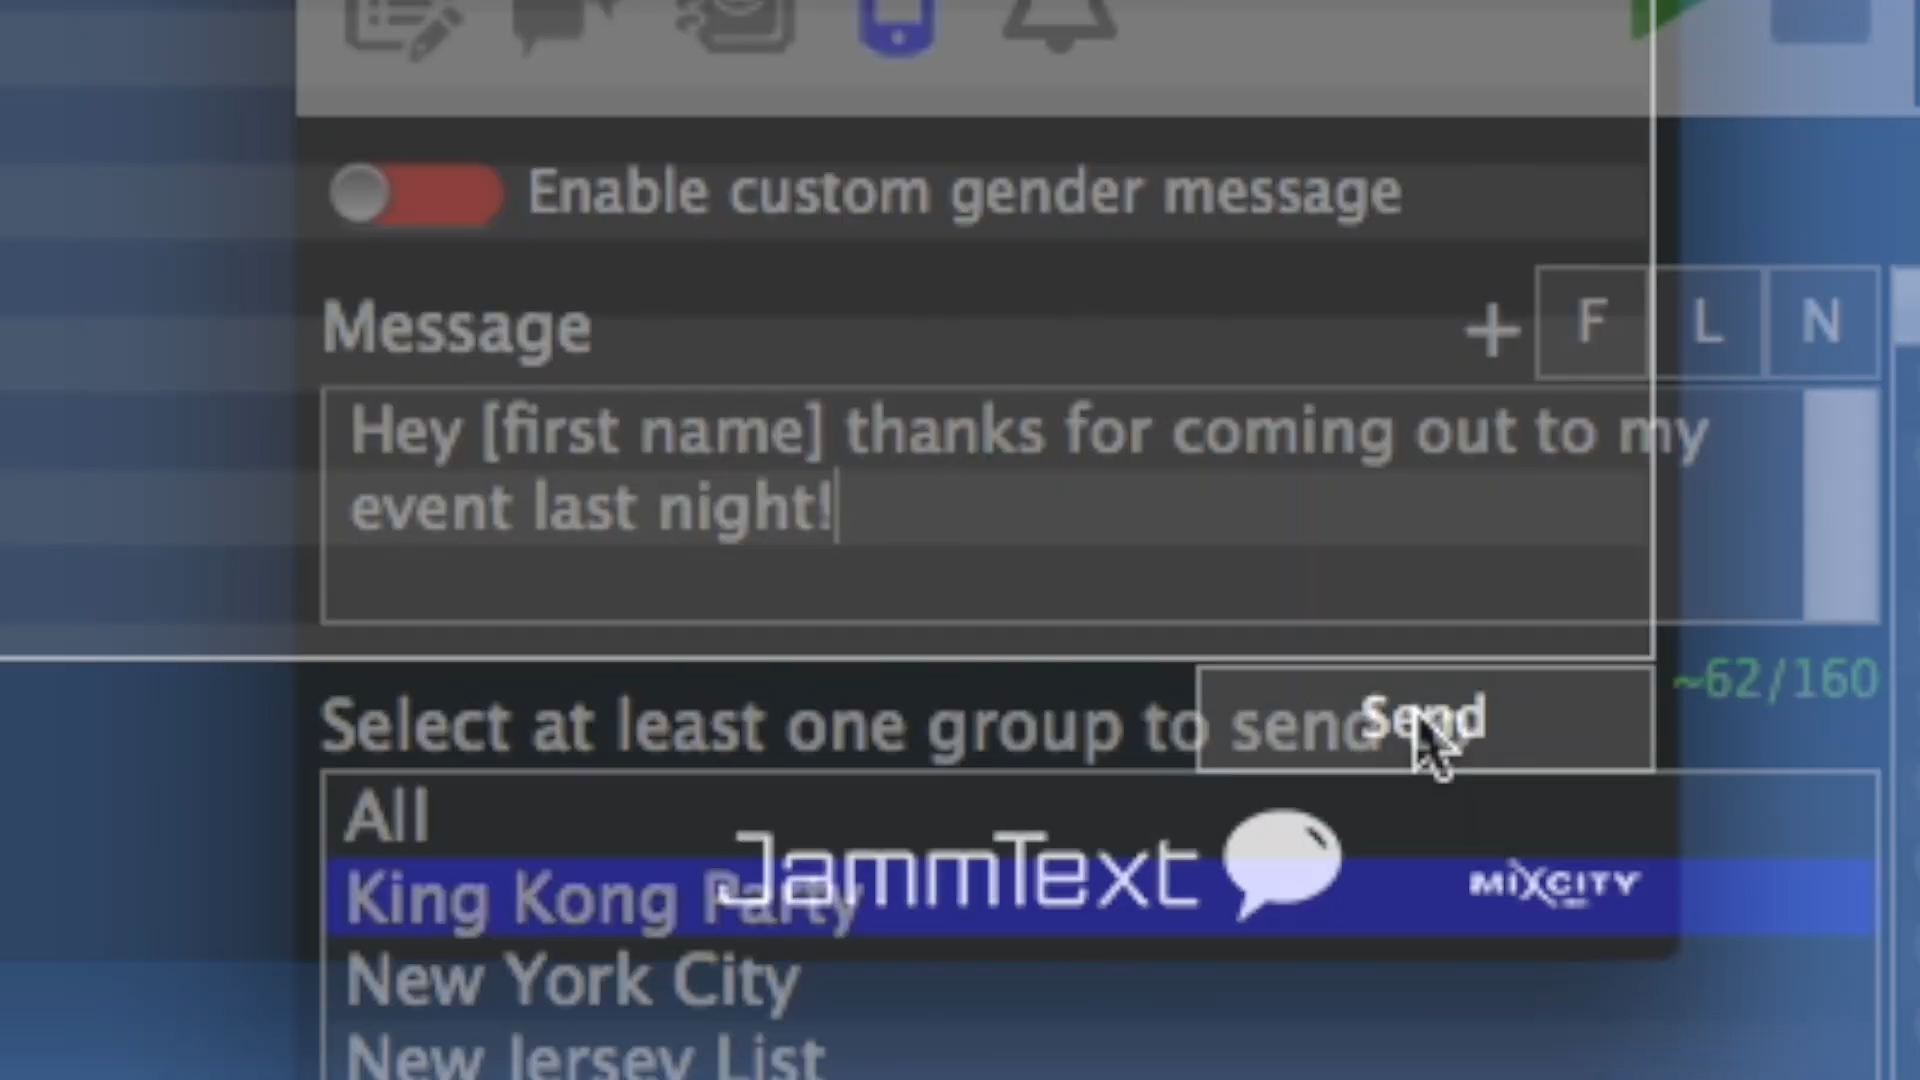 Enable custom gender message
Message
+ F L N
Hey [first name] thanks for coming out to my
event last night!
~62/160
Select at least one group to send
Send
All
King Kong Party
JammText
MIXCITY
New York City
New Jersey List